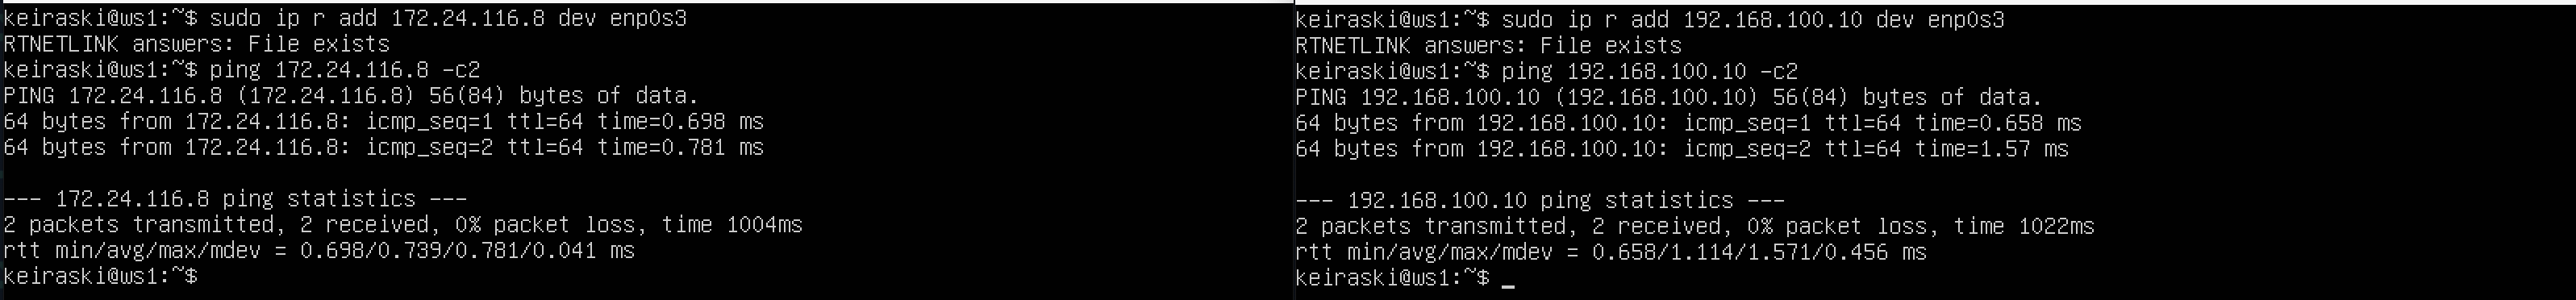 keiraski@ws1:~$ sudo ip r add 172.24.116.8 dev enp0s3
RTNETLINK answers: File exists
keiraski@ws1:~$ ping 172.24.116.8 -c2
PING 172.24.116.8 (172.24.116.8) 56(84) bytes of data.
64 bytes from 172.24.116.8: icmp_seq=1 ttl=64 time=0.698 ms
64 bytes from 172.24.116.8: icmp_seq=2 ttl=64 time=0.781 ms

--- 172.24.116.8 ping statistics ---
2 packets transmitted, 2 received, 0% packet loss, time 1004ms
rtt min/avg/max/mdev = 0.698/0.739/0.781/0.041 ms
keiraski@ws1:~$
keiraski@ws1:~$ sudo ip r add 192.168.100.10 dev enp0s3
RTNETLINK answers: File exists
keiraski@ws1:~$ ping 192.168.100.10 -c2
PING 192.168.100.10 (192.168.100.10) 56(84) bytes of data.
64 bytes from 192.168.100.10: icmp_seq=1 ttl=64 time=0.658 ms
64 bytes from 192.168.100.10: icmp_seq=2 ttl=64 time=1.57 ms

--- 192.168.100.10 ping statistics ---
2 packets transmitted, 2 received, 0% packet loss, time 1022ms
rtt min/avg/max/mdev = 0.658/1.114/1.571/0.456 ms
keiraski@ws1:~$ _